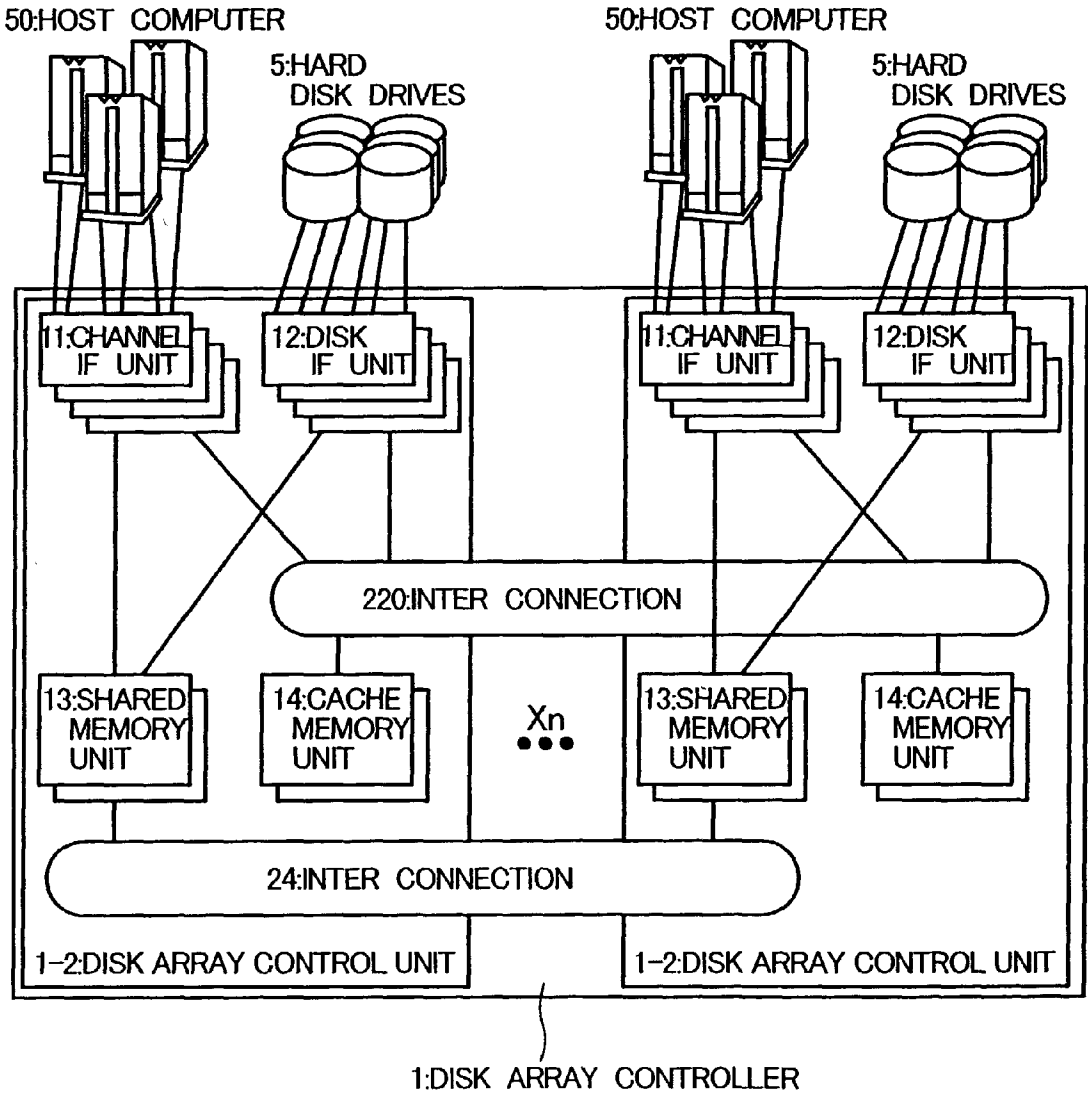 50:HOST COMPUTER
5:HARD
DISK DRIVES
50:HOST COMPUTER
5:HARD
DISK DRIVES
11:CHANNEL
IF UNIT
12:DISK
IF UNIT
11:CHANNEL
IF UNIT
12:DISK
IF UNIT
220:INTER CONNECTION
13:SHARED
MEMORY
UNIT
14:CACHE
MEMORY
UNIT
Xn
13:SHARED
MEMORY
UNIT
14:CACHE
MEMORY
UNIT
24:INTER CONNECTION
1-2:DISK ARRAY CONTROL UNIT
1-2:DISK ARRAY CONTROL UNIT
1:DISK ARRAY CONTROLLER